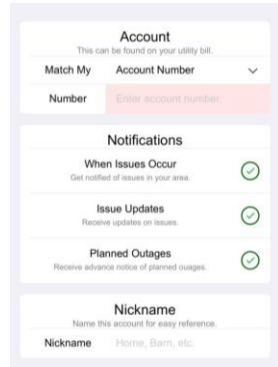 Account
This can be found on your utility bill.
Match My Account Number
Number Enter account number.
Notifications
When Issues Occur
Get notified of issues in your area.
Issue Updates
Receive updates on issues.
Planned Outages
Receive advance notice of planned ouages.
Nickname
Name this account for easy reference.
Nickname Home, Barn, etc.